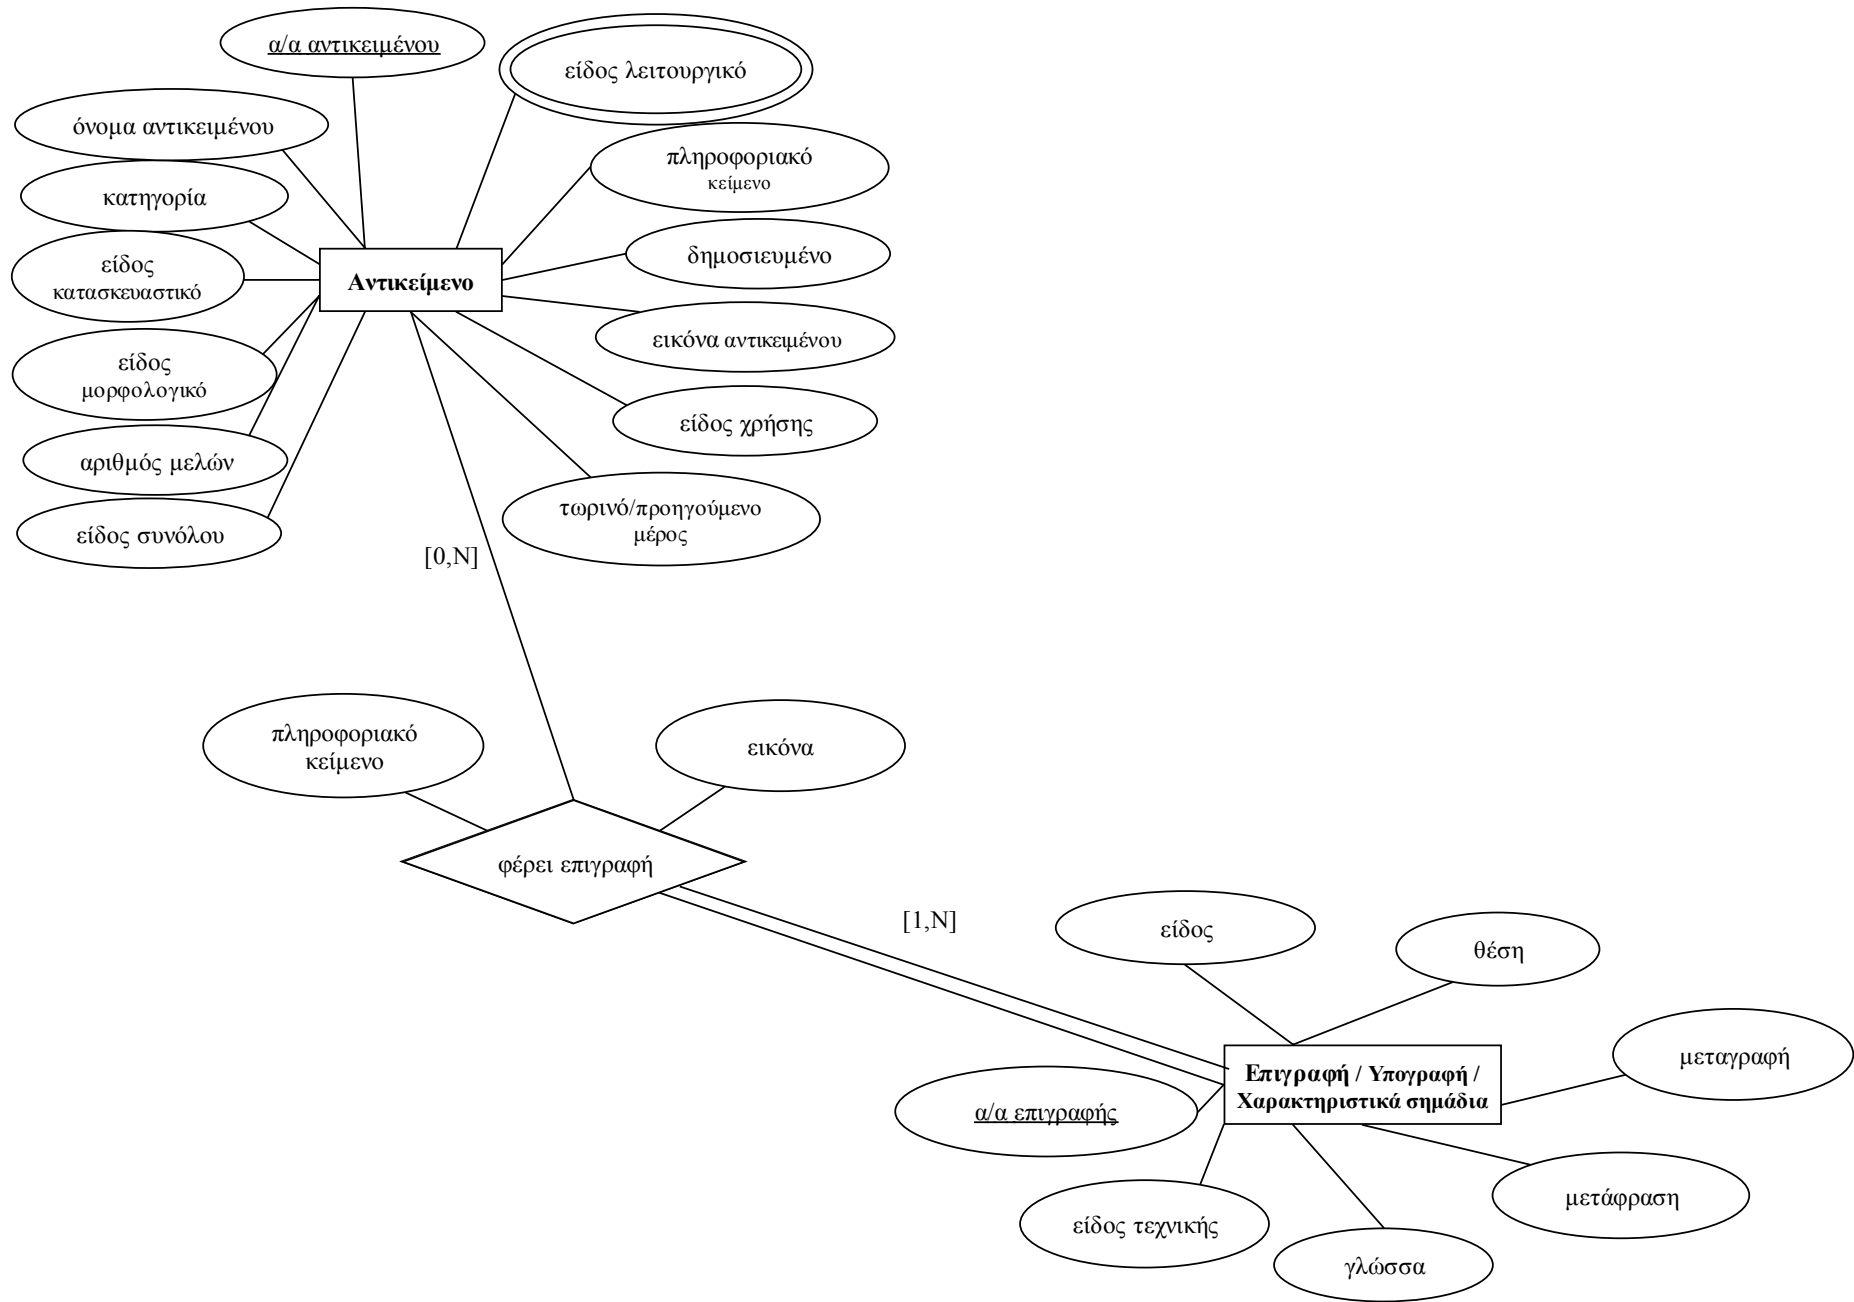 α/α αντικειμένου
είδος λειτουργικό
όνομα αντικειμένου
πληροφοριακό
κείμενο
κατηγορία
δημοσιευμένο
είδος
κατασκευαστικό
Αντικείμενο
εικόνα αντικειμένου
είδος
μορφολογικό
είδος χρήσης
αριθμός μελών
τωρινό/προηγούμενο
μέρος
είδος συνόλου
[0,N]
πληροφοριακό
κείμενο
εικόνα
φέρει επιγραφή
[1,N]
είδος
θέση
μεταγραφή
Επιγραφή / Υπογραφή /
Χαρακτηριστικά σημάδια
α/α επιγραφής
μετάφραση
είδος τεχνικής
γλώσσα